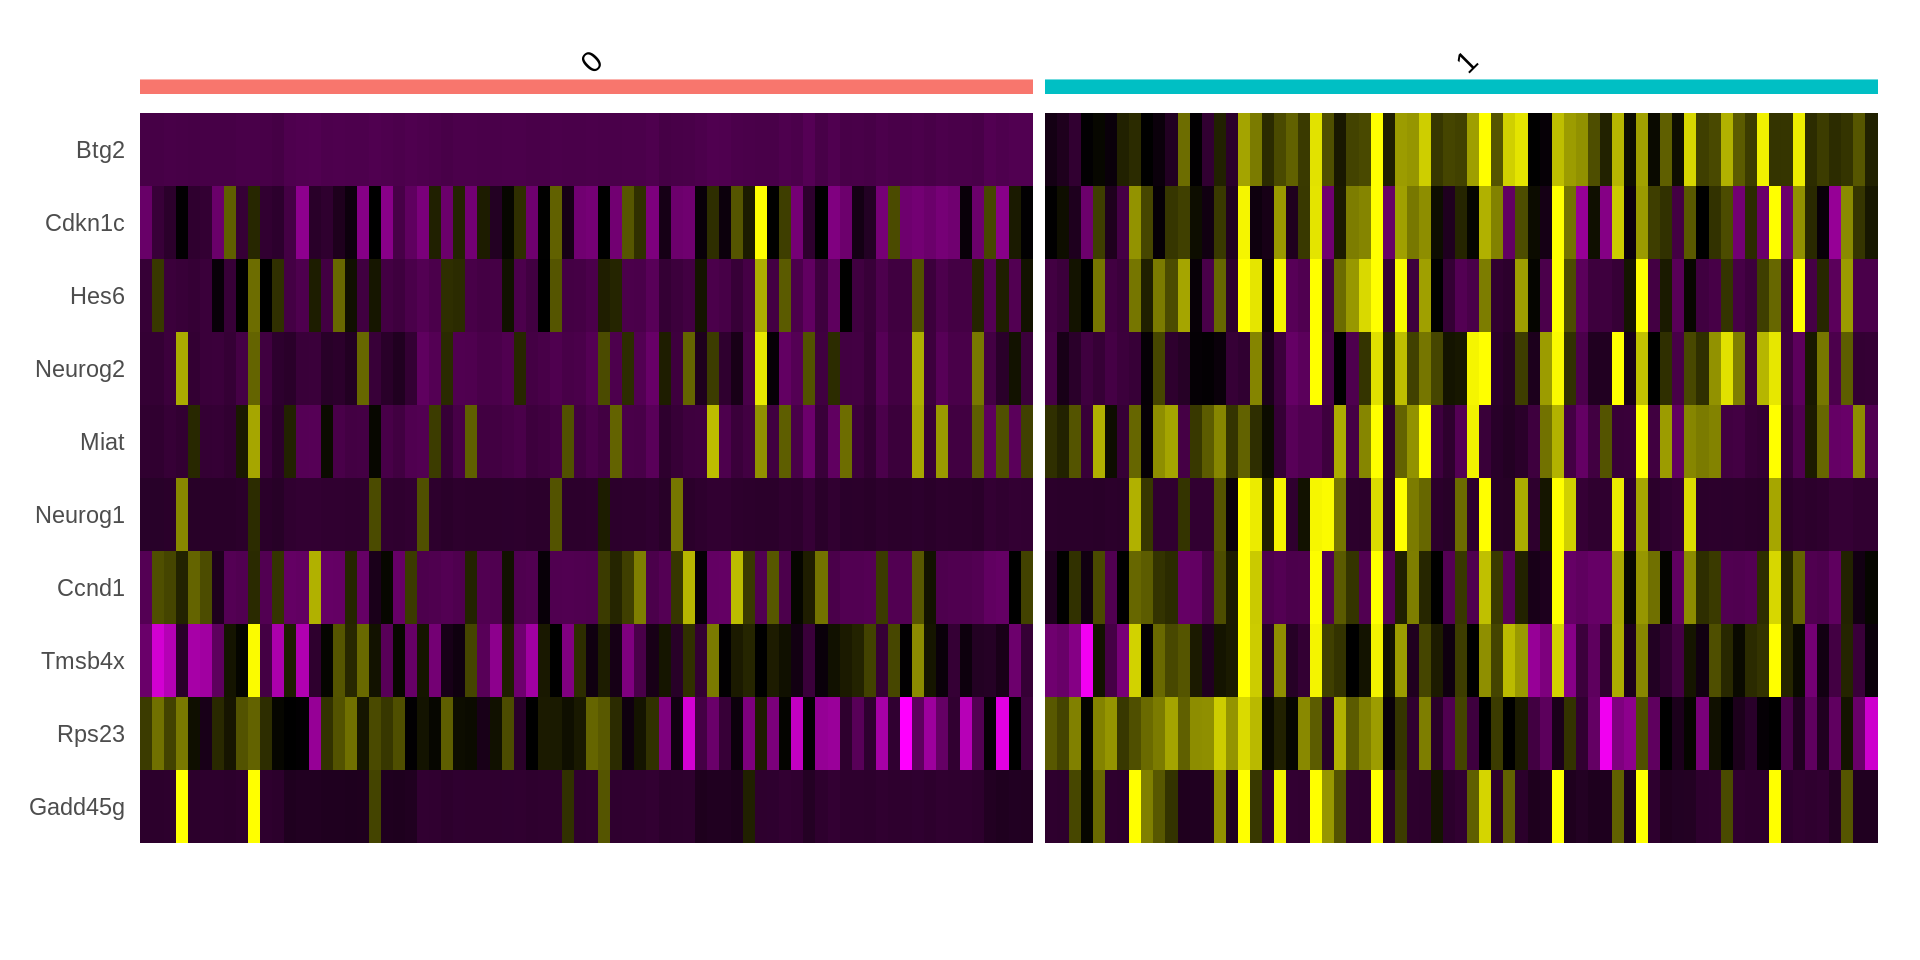 0
1
Btg2
Cdkn1c
Hes6
Neurog2
Miat
Neurog1
Ccnd1
Tmsb4x
Rps23
Gadd45g